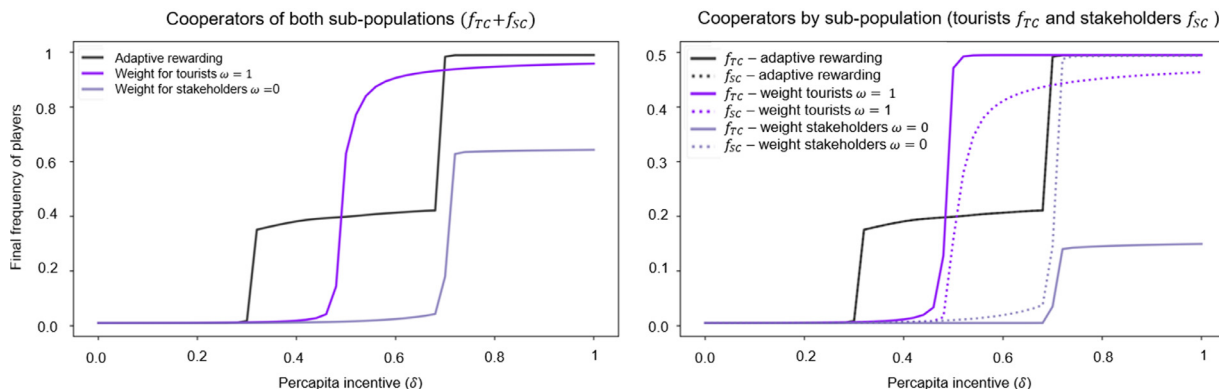 Cooperators of both sub-populations (f_TC+f_SC)
Final frequency of players
1
0.8
0.6
0.4
0.2
0.0
Adaptive rewarding
Weight for tourists ω = 1
Weight for stakeholders ω =0
0.0 0.2 0.4 0.6 0.8 1
Percapita incentive (δ)
Cooperators by sub-population (tourists f_TC and stakeholders f_SC )
0.5
0.4
0.3
0.2
0.1
0.0
f_TC – adaptive rewarding
f_SC – adaptive rewarding
f_TC – weight tourists ω = 1
f_SC – weight tourists ω = 1
f_TC – weight stakeholders ω = 0
f_SC – weight stakeholders ω = 0
0.0 0.2 0.4 0.6 0.8 1
Percapita incentive (δ)